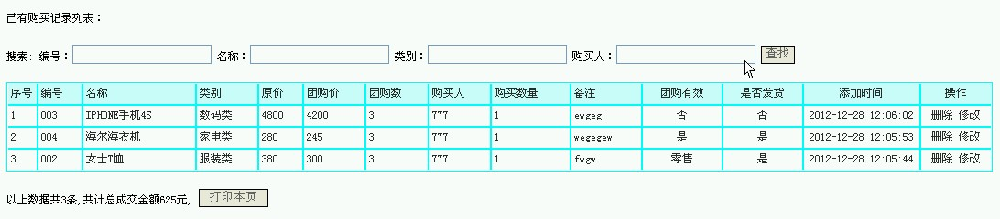 已有购买记录列表：
搜索: 编号： 名称： 类别： 购买人： 查找
序号 编号 名称 类别 原价 团购价 团购数 购买人 购买数量 备注 团购有效 是否发货 添加时间 操作
1 003 IPHONE手机4S 数码类 4800 4200 3 777 1 ewgeg 否 否 2012-12-28 12:06:02 删除 修改
2 004 海尔海衣机 家电类 280 245 3 777 1 wegegew 是 是 2012-12-28 12:05:53 删除 修改
3 002 女士T恤 服装类 380 300 3 777 1 fwgw 零售 是 2012-12-28 12:05:44 删除 修改
以上数据共3条,共计总成交金额625元, 打印本页